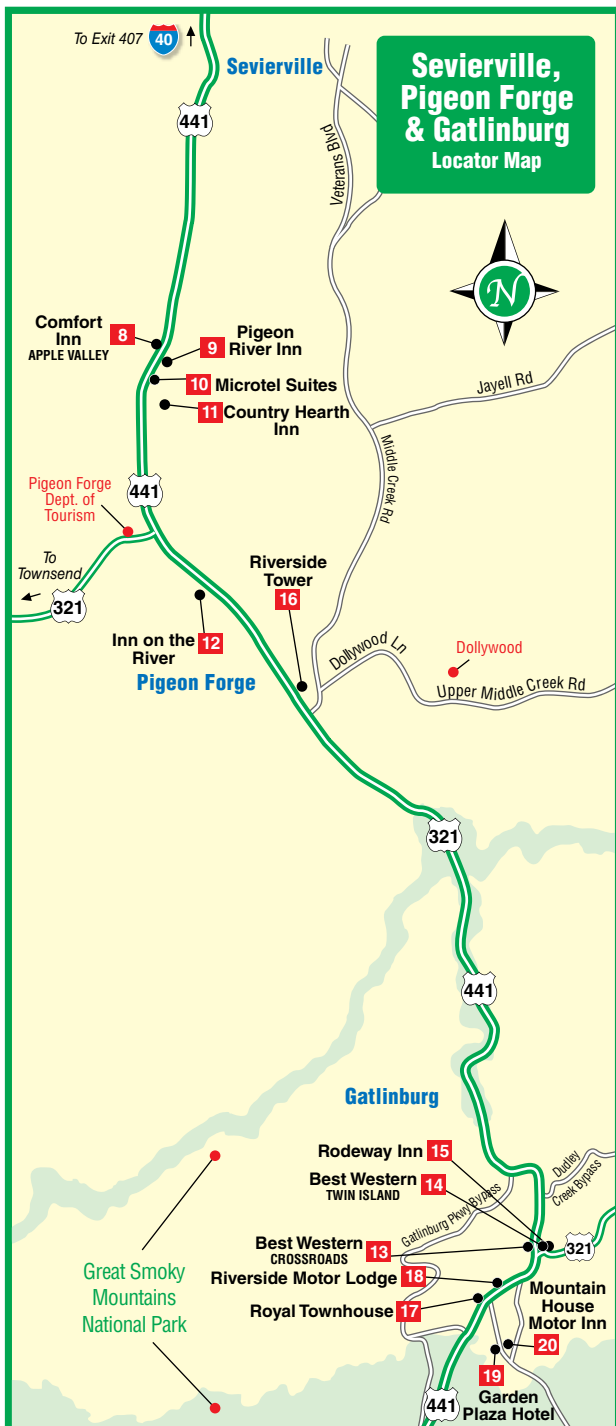 To Exit 407
40
Sevierville
Sevierville,
Pigeon Forge
& Gatlinburg
Locator Map
441
Veterans Blvd
N
Comfort
Inn
APPLE VALLEY
8
9
Pigeon
River Inn
10
Microtel Suites
11
Country Hearth
Inn
Jayell Rd
Middle Creek Rd
441
Pigeon Forge
Dept. of
Tourism
To
Townsend
321
Riverside
Tower
16
Inn on the
River
12
Pigeon Forge
Dollywood Ln
Dollywood
Upper Middle Creek Rd
321
441
Gatlinburg
Rodeway Inn
15
Best Western
TWIN ISLAND
14
Dudley
Creek Bypass
Gatlinburg Pkwy Bypass
Best Western
CROSSROADS
13
321
Riverside Motor Lodge
18
Royal Townhouse
17
Great Smoky
Mountains
National Park
Mountain
House
Motor Inn
20
19
Garden
Plaza Hotel
441